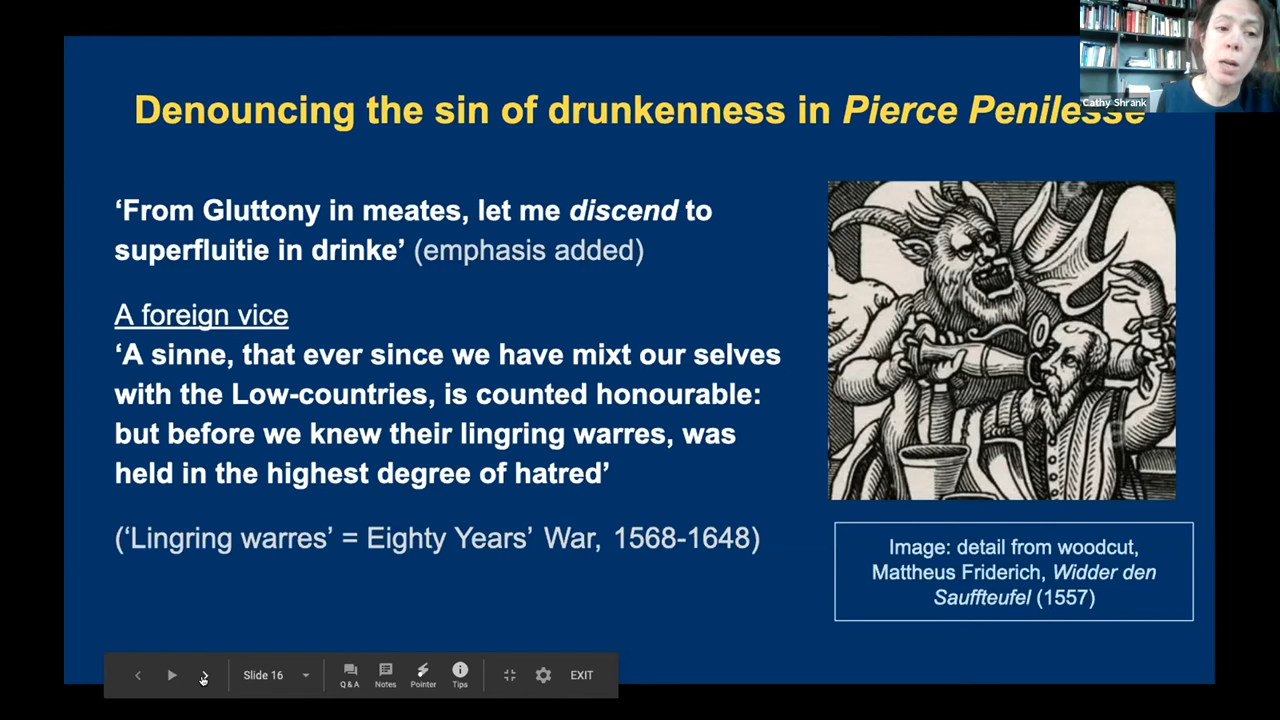 Denouncing the sin of drunkenness in Pierce Penilesse
Cathy Shrank
‘From Gluttony in meates, let me discend to
superfluitie in drinke’ (emphasis added)
A foreign vice
‘A sinne, that ever since we have mixt our selves
with the Low-countries, is counted honourable:
but before we knew their lingring warres, was
held in the highest degree of hatred’
(‘Lingring warres’ = Eighty Years’ War, 1568-1648)
Image: detail from woodcut,
Mattheus Friderich, Widder den
Sauffteufel (1557)
Slide 16
Q & A
Notes
Pointer
Tips
EXIT